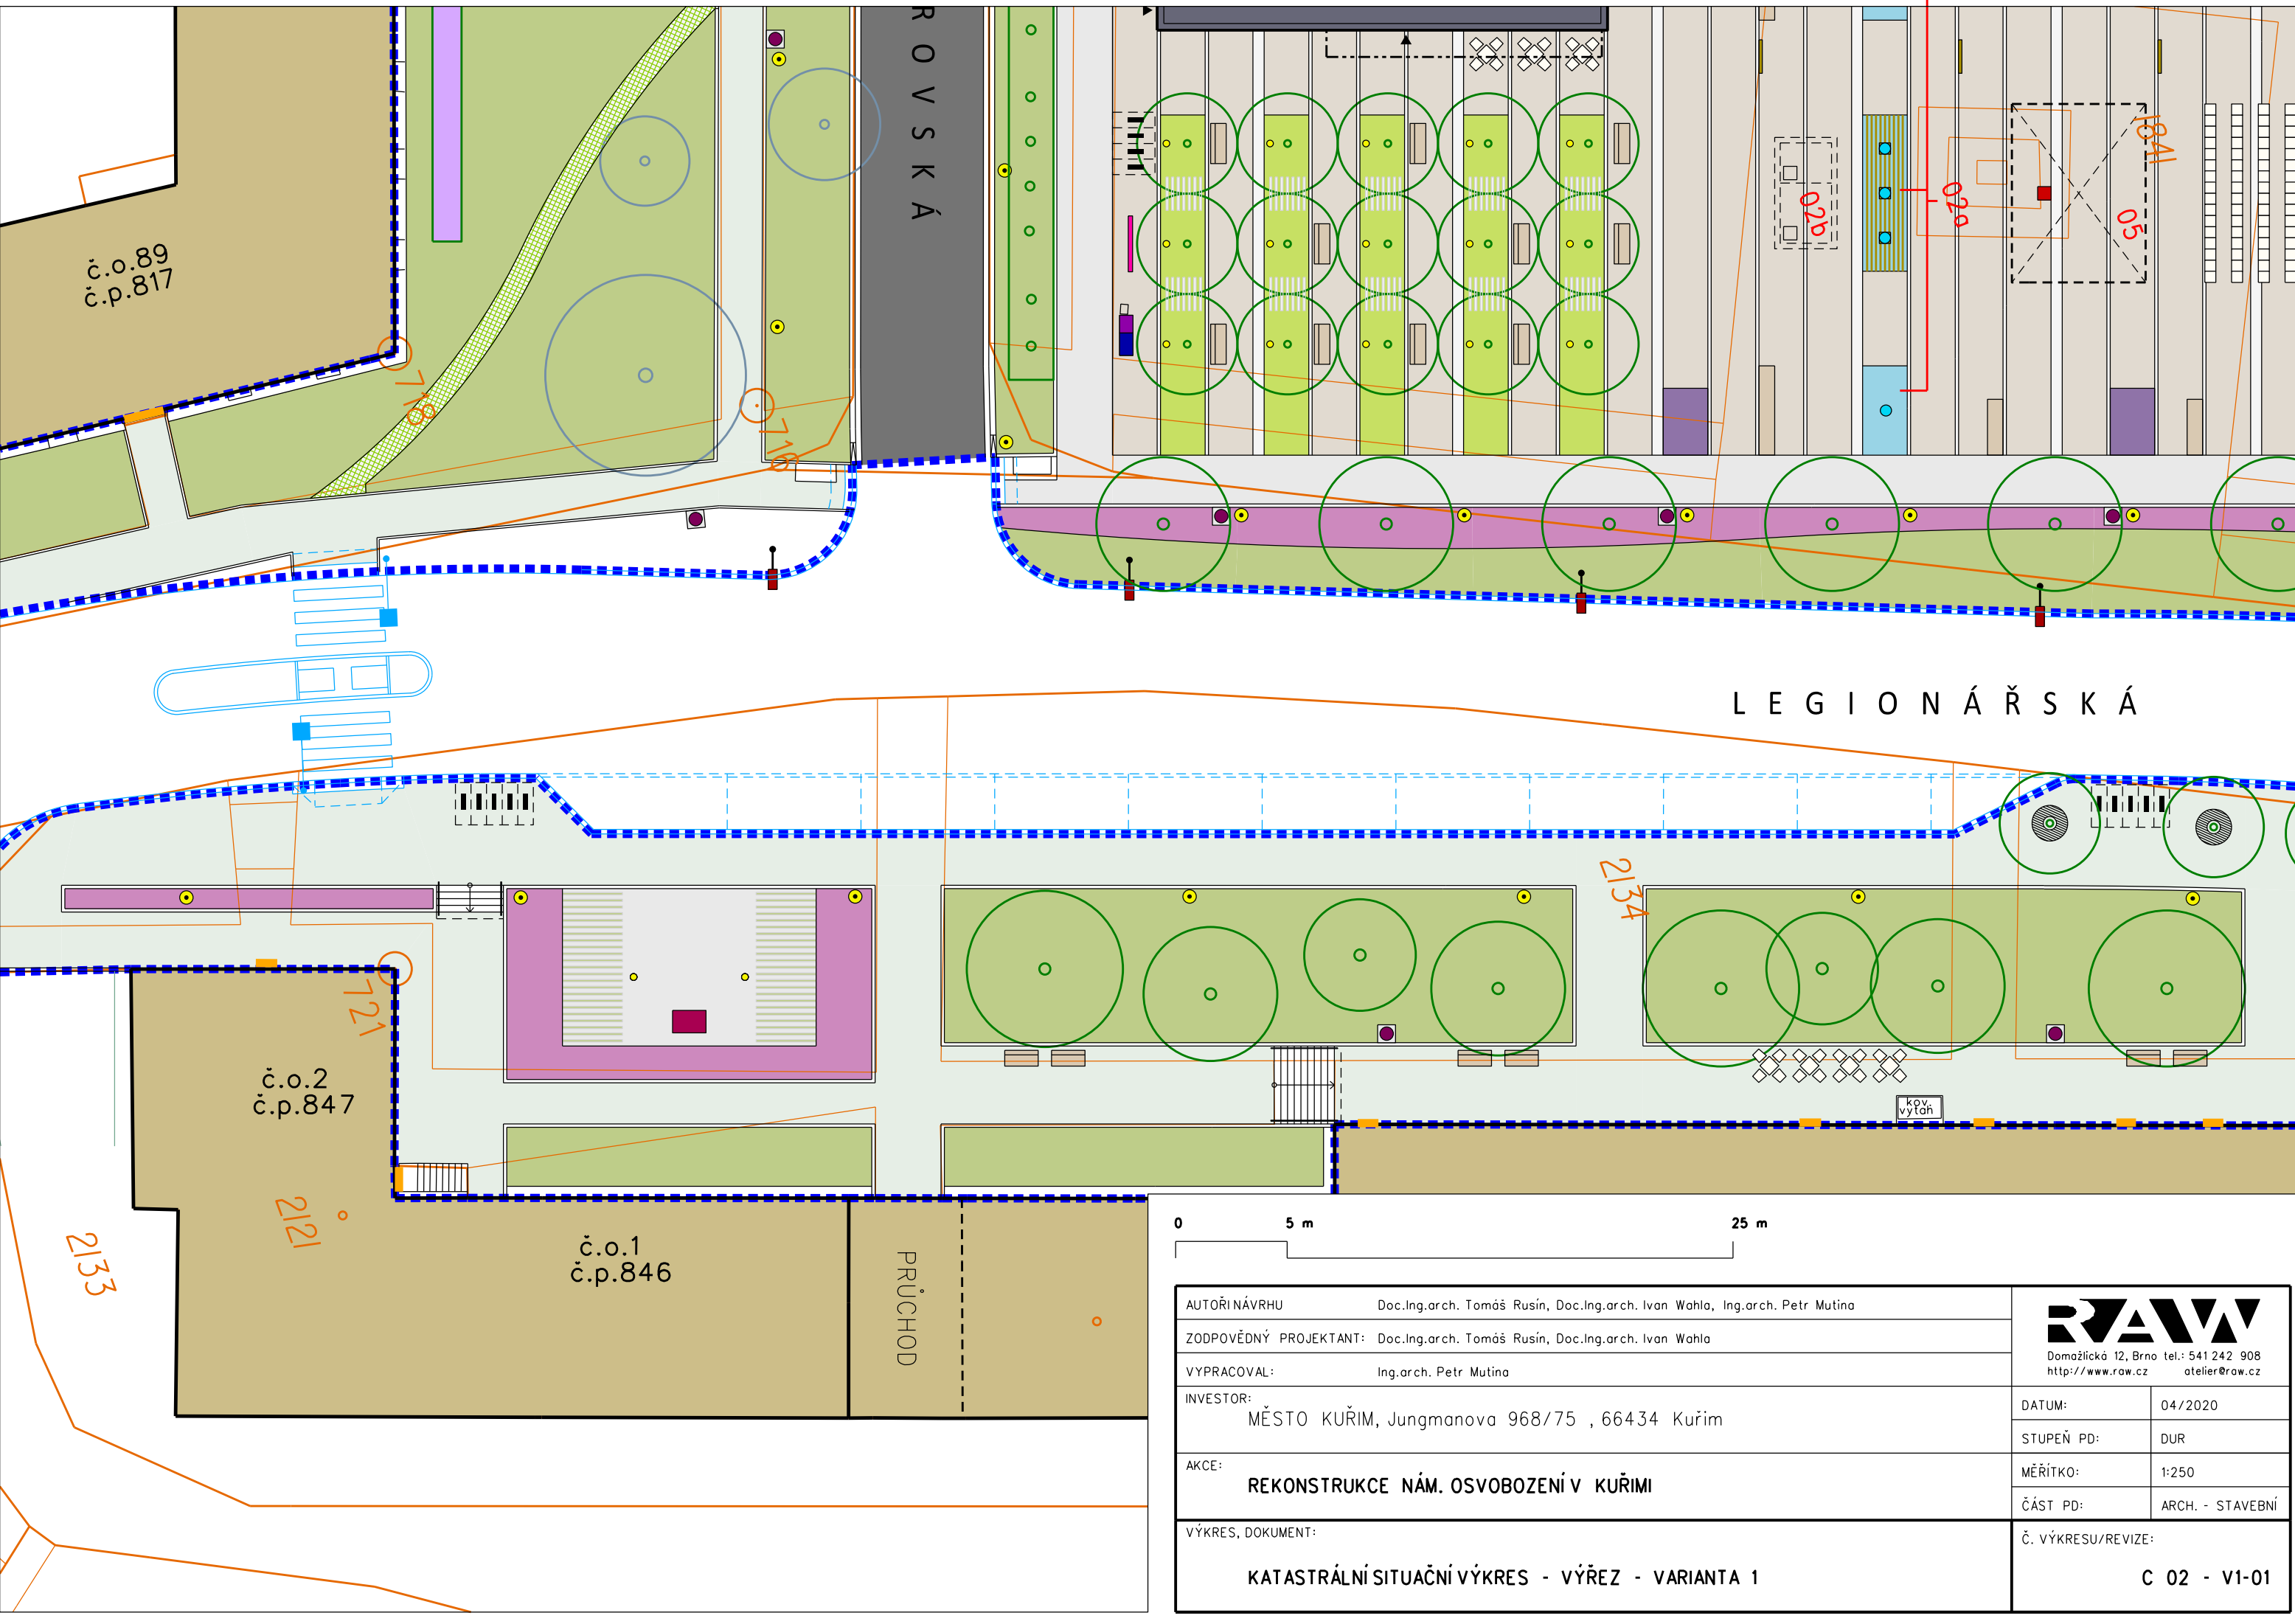 ROVSKÁ
č.o.89
č.p.817
718
716
1841
02b
02a
05
LEGIONÁŘSKÁ
2134
721
č.o.2
č.p.847
kov.
výtah
2121
2133
č.o.1
č.p.846
PRŮCHOD
0 5 m 25 m
AUTOŘI NÁVRHU Doc.Ing.arch. Tomáš Rusín, Doc.Ing.arch. Ivan Wahla, Ing.arch. Petr Mutina
ZODPOVĚDNÝ PROJEKTANT: Doc.Ing.arch. Tomáš Rusín, Doc.Ing.arch. Ivan Wahla
VYPRACOVAL: Ing.arch. Petr Mutina
INVESTOR:
MĚSTO KUŘIM, Jungmanova 968/75 , 66434 Kuřim
AKCE:
REKONSTRUKCE NÁM. OSVOBOZENÍ V KUŘIMI
VÝKRES, DOKUMENT:
KATASTRÁLNÍ SITUAČNÍ VÝKRES - VÝŘEZ - VARIANTA 1
RAW
Domažlická 12, Brno tel.: 541 242 908
http://www.raw.cz atelier@raw.cz
DATUM: 04/2020
STUPEŇ PD: DUR
MĚŘÍTKO: 1:250
ČÁST PD: ARCH. - STAVEBNÍ
Č. VÝKRESU/REVIZE:
C 02 - V1-01